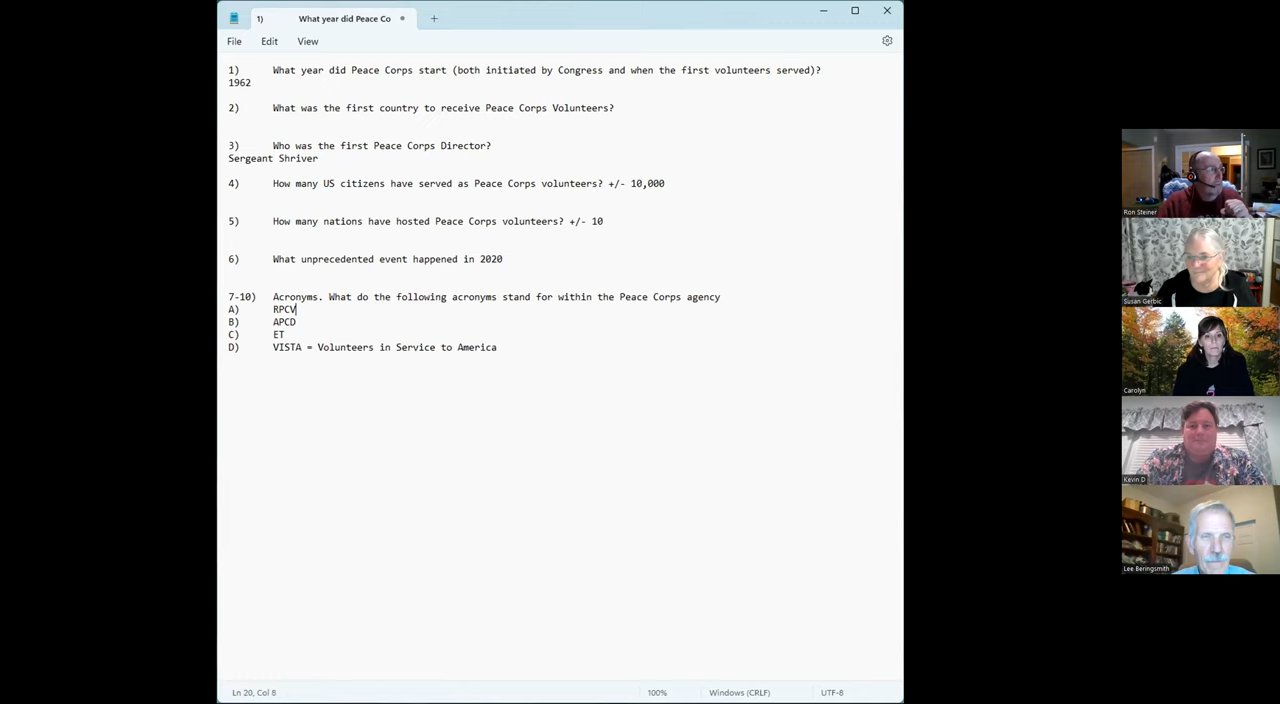 1) What year did Peace Co
File Edit View
1) What year did Peace Corps start (both initiated by Congress and when the first volunteers served)?
1962
2) What was the first country to receive Peace Corps Volunteers?
3) Who was the first Peace Corps Director?
Sergeant Shriver
4) How many US citizens have served as Peace Corps volunteers? +/- 10,000
5) How many nations have hosted Peace Corps volunteers? +/- 10
6) What unprecedented event happened in 2020
7-10) Acronyms. What do the following acronyms stand for within the Peace Corps agency
A) RPCV
B) APCD
C) ET
D) VISTA = Volunteers in Service to America
Ln 20, Col 8 100% Windows (CRLF) UTF-8
Ron Steiner
Susan Gerbic
Carolyn
Kevin D
Lee Beringsmith